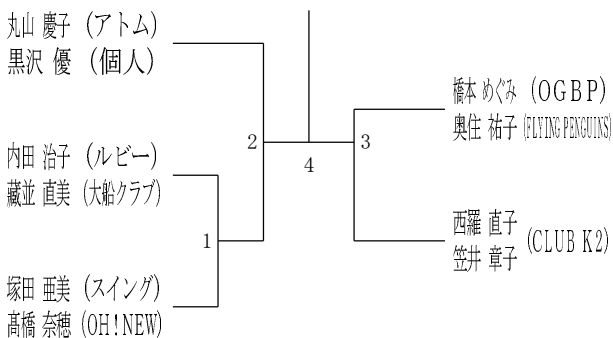 丸山 慶子 (アトム)
黒沢 優 (個人)
内田 治子 (ルビー)
藏並 直美 (大船クラブ)
塚田 亜美 (スイング)
髙橋 奈穂 (OH!NEW)
1
2
4
3
橋本 めぐみ (OGBP)
奥住 祐子 (FLYING PENGUINS)
西羅 直子
笠井 章子 (CLUB K2)